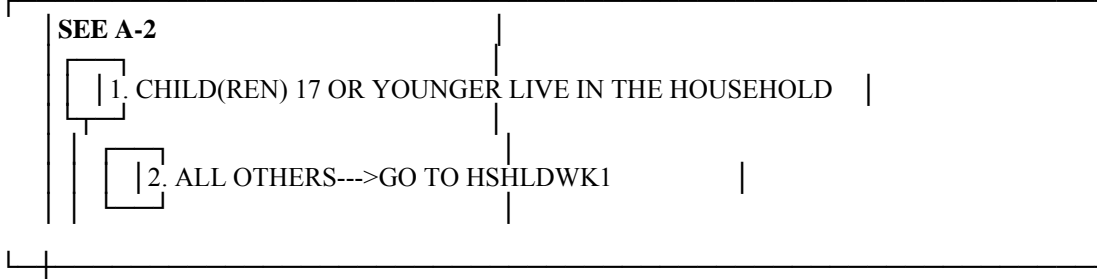 SEE A-2
1. CHILD(REN) 17 OR YOUNGER LIVE IN THE HOUSEHOLD
2. ALL OTHERS--->GO TO HSHLDWK1